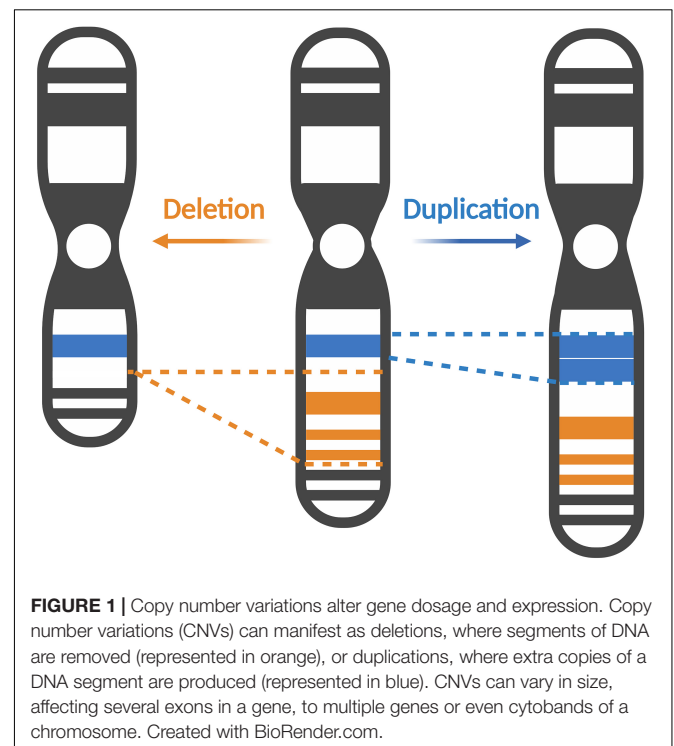 Deletion
Duplication
FIGURE 1 | Copy number variations alter gene dosage and expression. Copy
number variations (CNVs) can manifest as deletions, where segments of DNA
are removed (represented in orange), or duplications, where extra copies of a
DNA segment are produced (represented in blue). CNVs can vary in size,
affecting several exons in a gene, to multiple genes or even cytobands of a
chromosome. Created with BioRender.com.